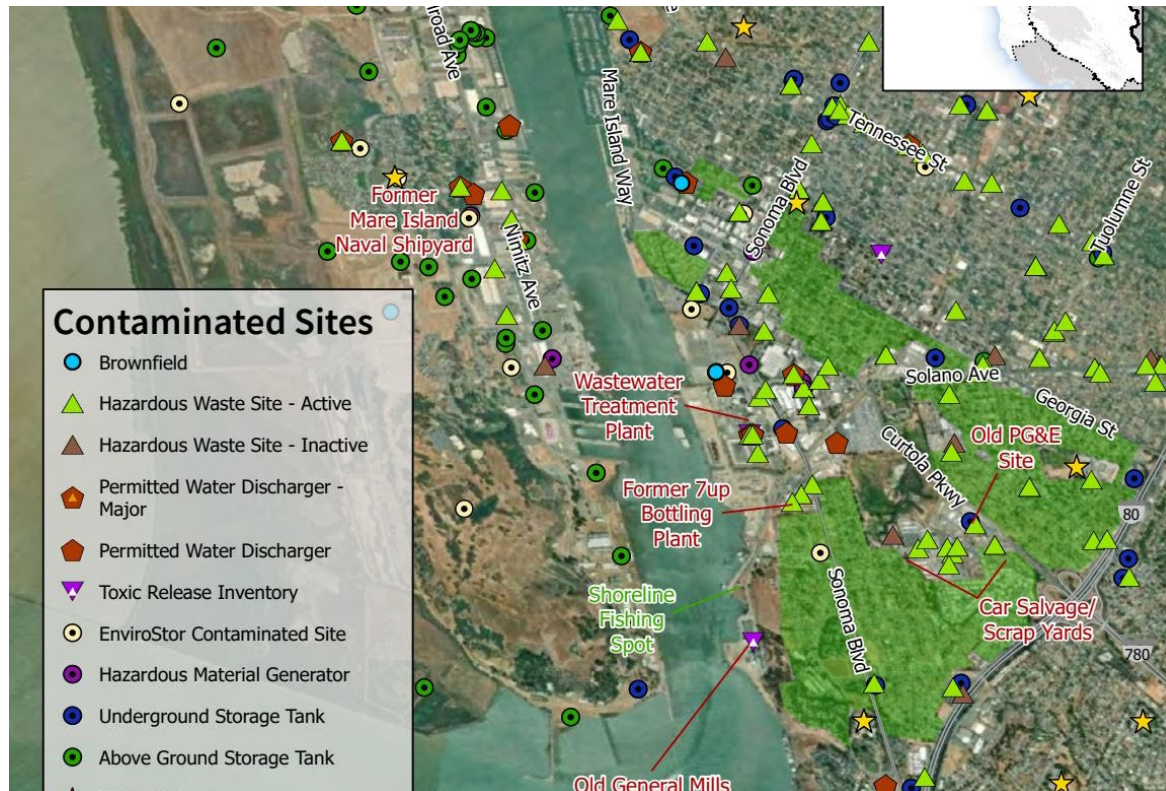 road Ave
Mare Island Way
Tennessee St
Sonoma Blvd
Tuolumne St
Former
Mare Island
Naval Shipyard
Nimitz Ave
Contaminated Sites
Brownfield
Hazardous Waste Site - Active
Hazardous Waste Site - Inactive
Permitted Water Discharger -
Major
Permitted Water Discharger
Toxic Release Inventory
EnviroStor Contaminated Site
Hazardous Material Generator
Underground Storage Tank
Above Ground Storage Tank
Wastewater
Treatment
Plant
Solano Ave
Georgia St
Curtola Pkwy
Old PG&E
Site
Former 7up
Bottling
Plant
80
Shoreline
Fishing
Spot
Sonoma Blvd
Car Salvage/
Scrap Yards
780
Old General Mills